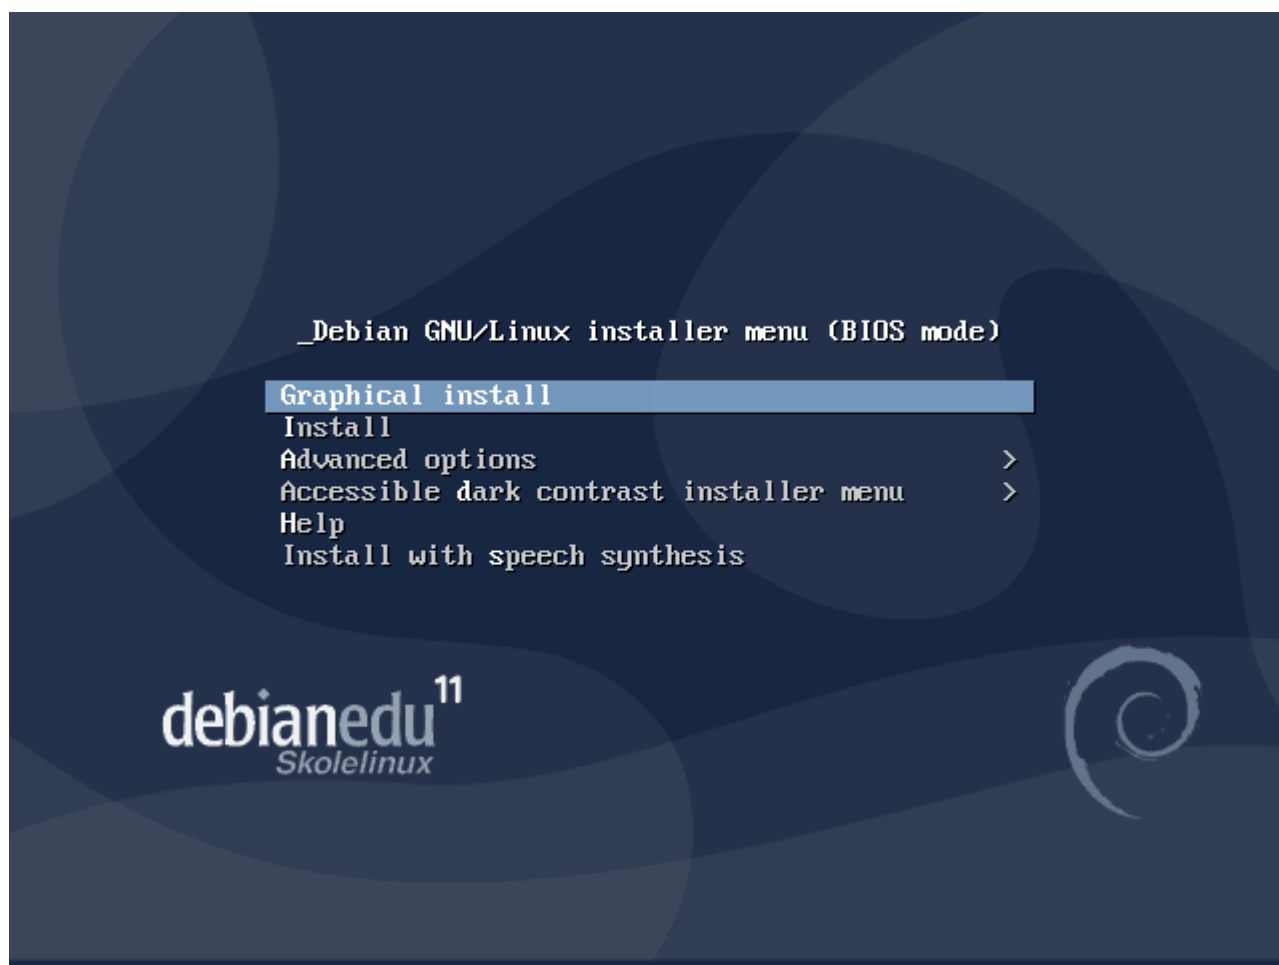 _Debian GNU/Linux installer menu (BIOS mode)
Graphical install
Install
Advanced options >
Accessible dark contrast installer menu >
Help
Install with speech synthesis
debianedu 11
Skolelinux